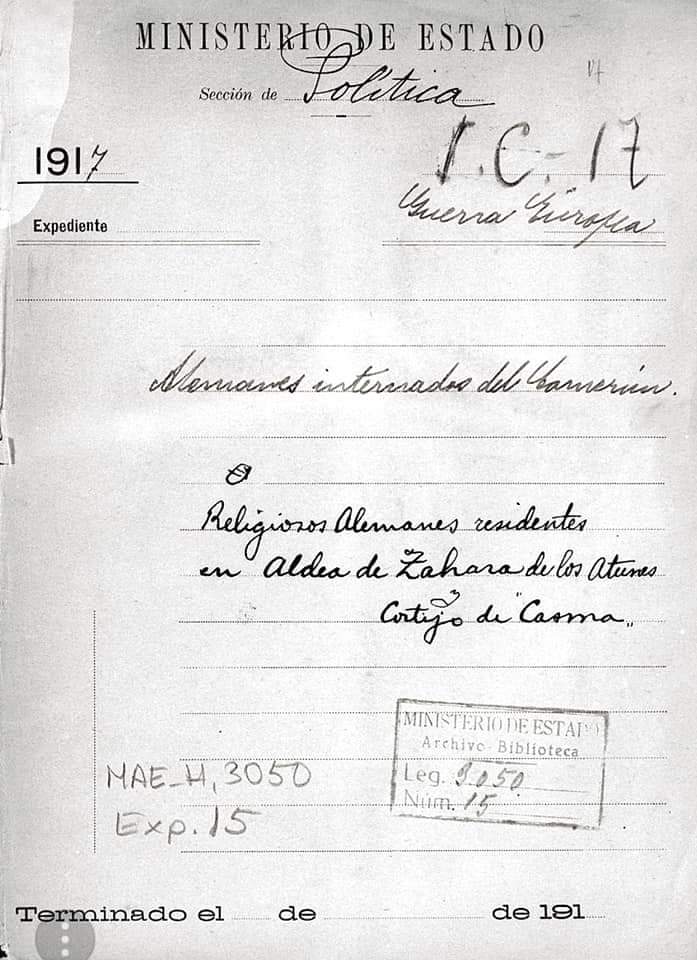 MINISTERIO DE ESTADO
Sección de Política
1917
I.C.-17
Guerra Europea
Expediente
Alemanes internados del Camerún.
Religiosos Alemanes residentes
en Aldea de Zahara de los Atunes
Cortijo de "Casma"
MINISTERIO DE ESTADO
Archivo-Biblioteca
Leg. 3050
Núm. 15
MAE_H, 3050
Exp. 15
Terminado el de de 191